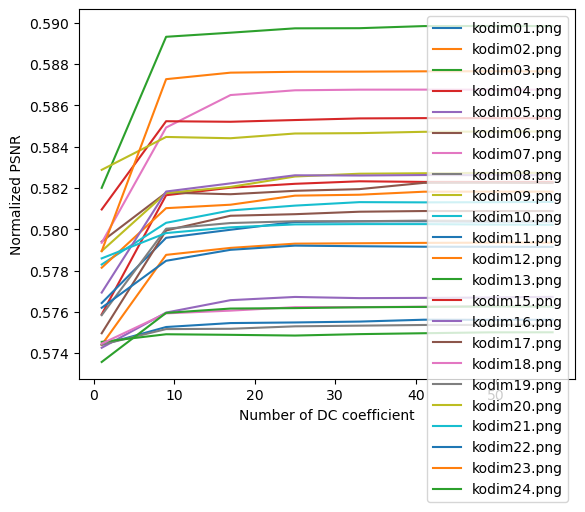 0.590
0.588
0.586
0.584
0.582
0.580
0.578
0.576
0.574
Normalized PSNR
0 10 20 30 40 50
Number of DC coefficient
kodim01.png
kodim02.png
kodim03.png
kodim04.png
kodim05.png
kodim06.png
kodim07.png
kodim08.png
kodim09.png
kodim10.png
kodim11.png
kodim12.png
kodim13.png
kodim15.png
kodim16.png
kodim17.png
kodim18.png
kodim19.png
kodim20.png
kodim21.png
kodim22.png
kodim23.png
kodim24.png